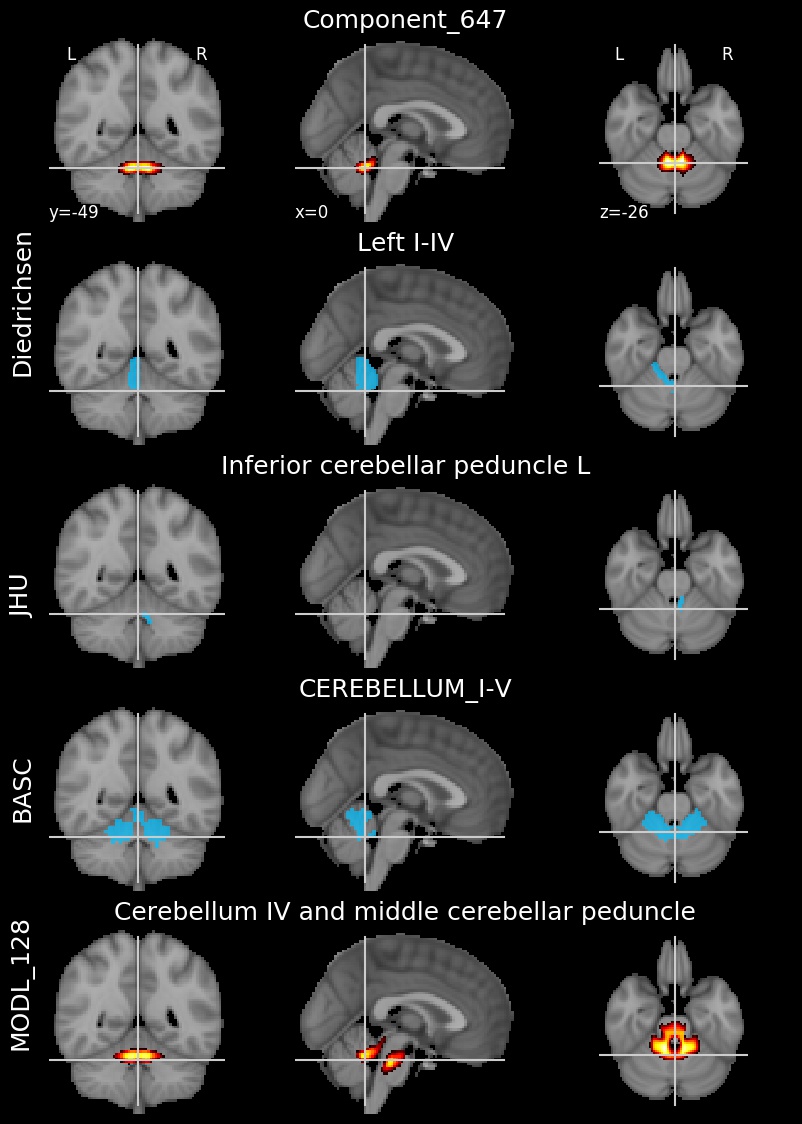 Component_647
L
R
L
R
y=-49
x=0
z=-26
Diedrichsen
Left I-IV
JHU
Inferior cerebellar peduncle L
BASC
CEREBELLUM_I-V
MODL_128
Cerebellum IV and middle cerebellar peduncle